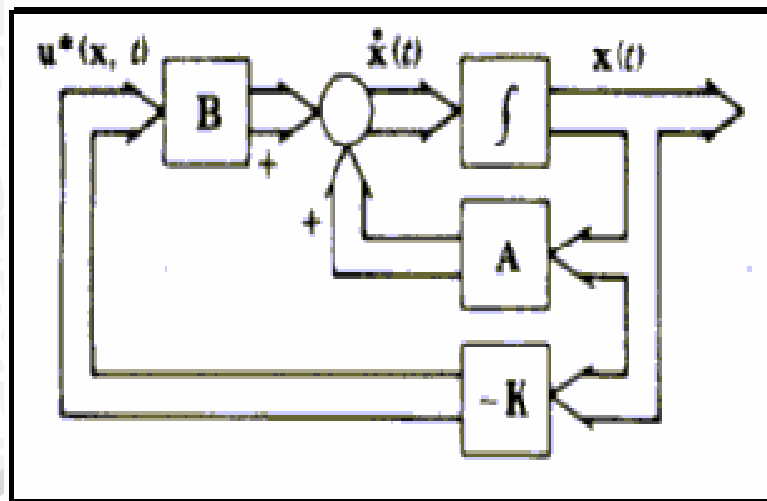 u*(x, t) ẋ(t) x(t)
B ∫
+
+ A
-K